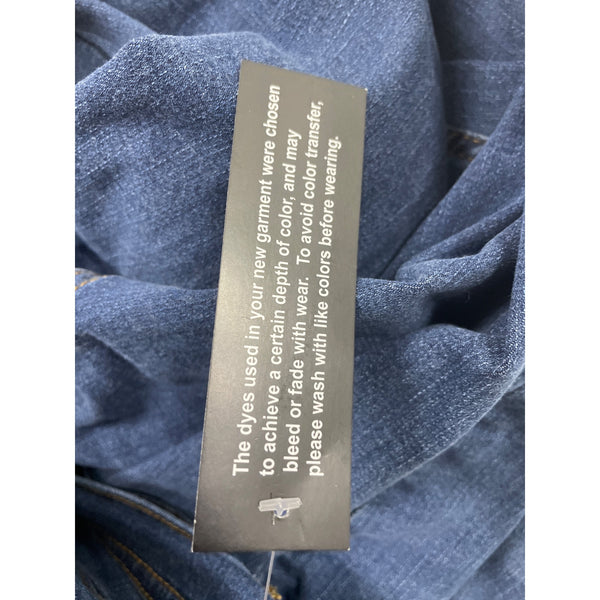 The dyes used in your new garment were chosen
to achieve a certain depth of color, and may
bleed or fade with wear.  To avoid color transfer,
please wash with like colors before wearing.